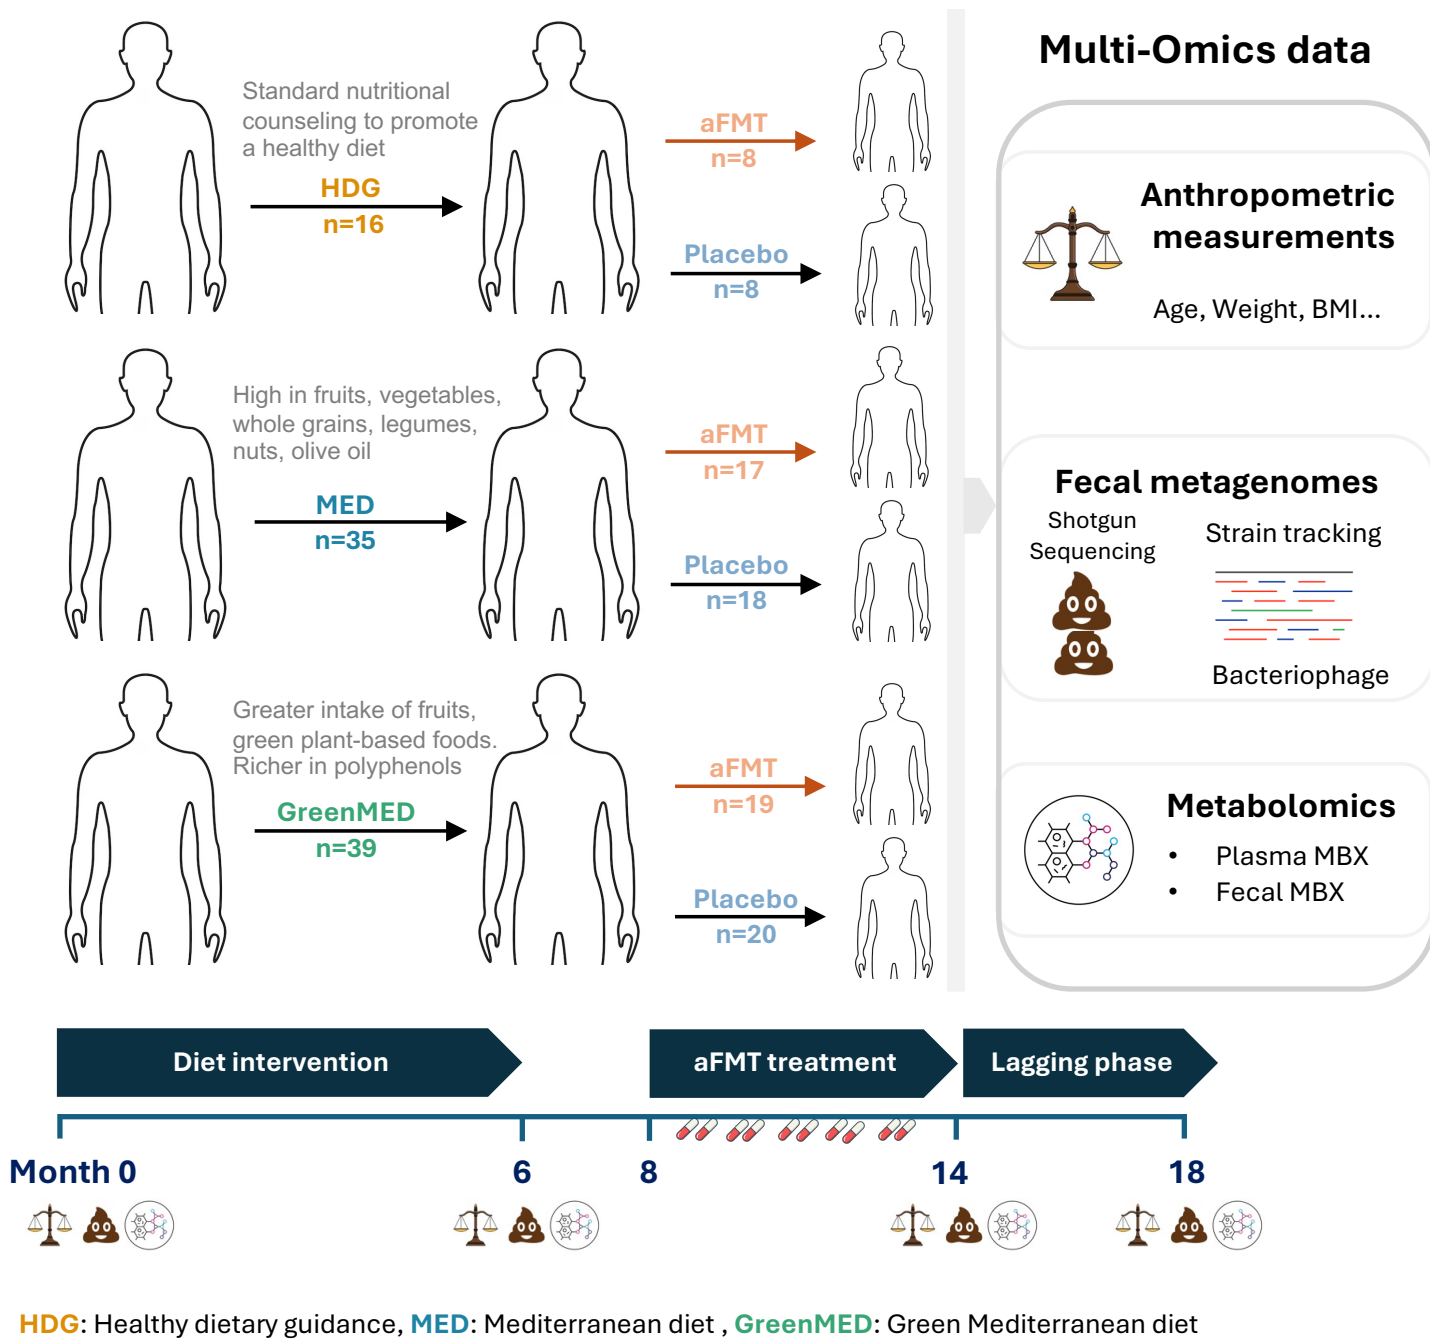 Standard nutritional
counseling to promote
a healthy diet
HDG
n=16
aFMT
n=8
Placebo
n=8
High in fruits, vegetables,
whole grains, legumes,
nuts, olive oil
MED
n=35
aFMT
n=17
Placebo
n=18
Greater intake of fruits,
green plant-based foods.
Richer in polyphenols
GreenMED
n=39
aFMT
n=19
Placebo
n=20
Multi-Omics data
Anthropometric
measurements
Age, Weight, BMI...
Fecal metagenomes
Shotgun
Sequencing
Strain tracking
Bacteriophage
Metabolomics
• Plasma MBX
• Fecal MBX
Diet intervention
aFMT treatment
Lagging phase
Month 0 6 8 14 18
HDG: Healthy dietary guidance, MED: Mediterranean diet , GreenMED: Green Mediterranean diet